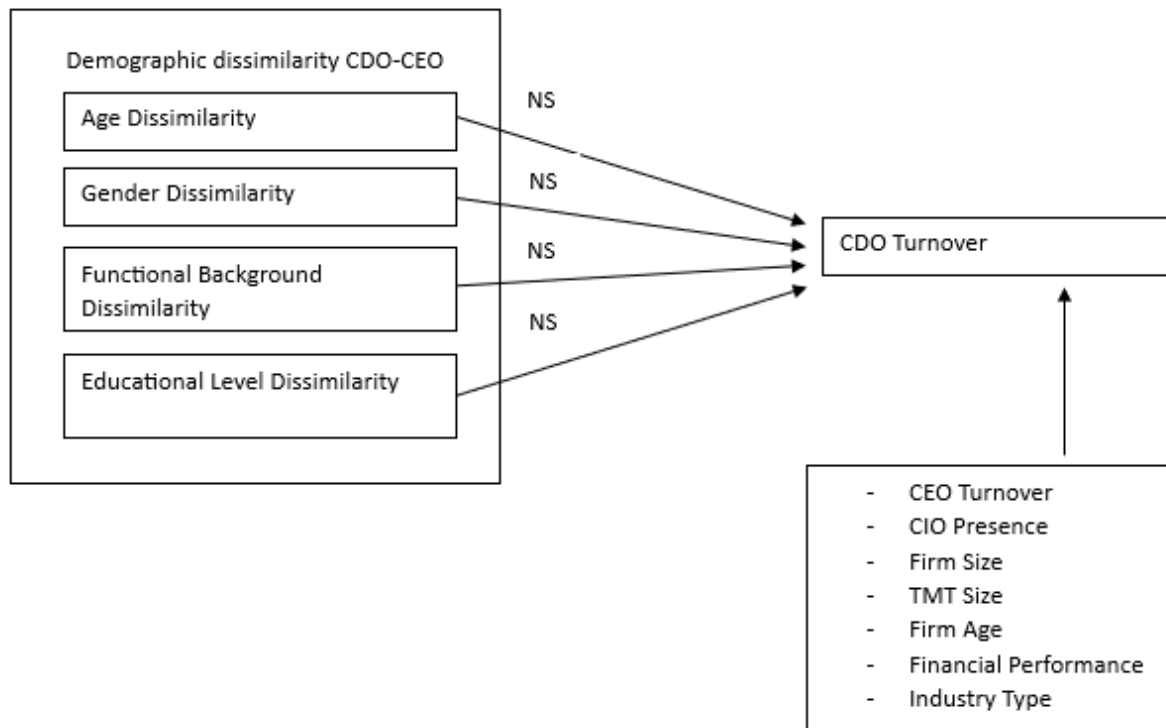 Demographic dissimilarity CDO-CEO
Age Dissimilarity
NS
Gender Dissimilarity
NS
Functional Background
Dissimilarity
NS
Educational Level Dissimilarity
NS
CDO Turnover
- CEO Turnover
- CIO Presence
- Firm Size
- TMT Size
- Firm Age
- Financial Performance
- Industry Type